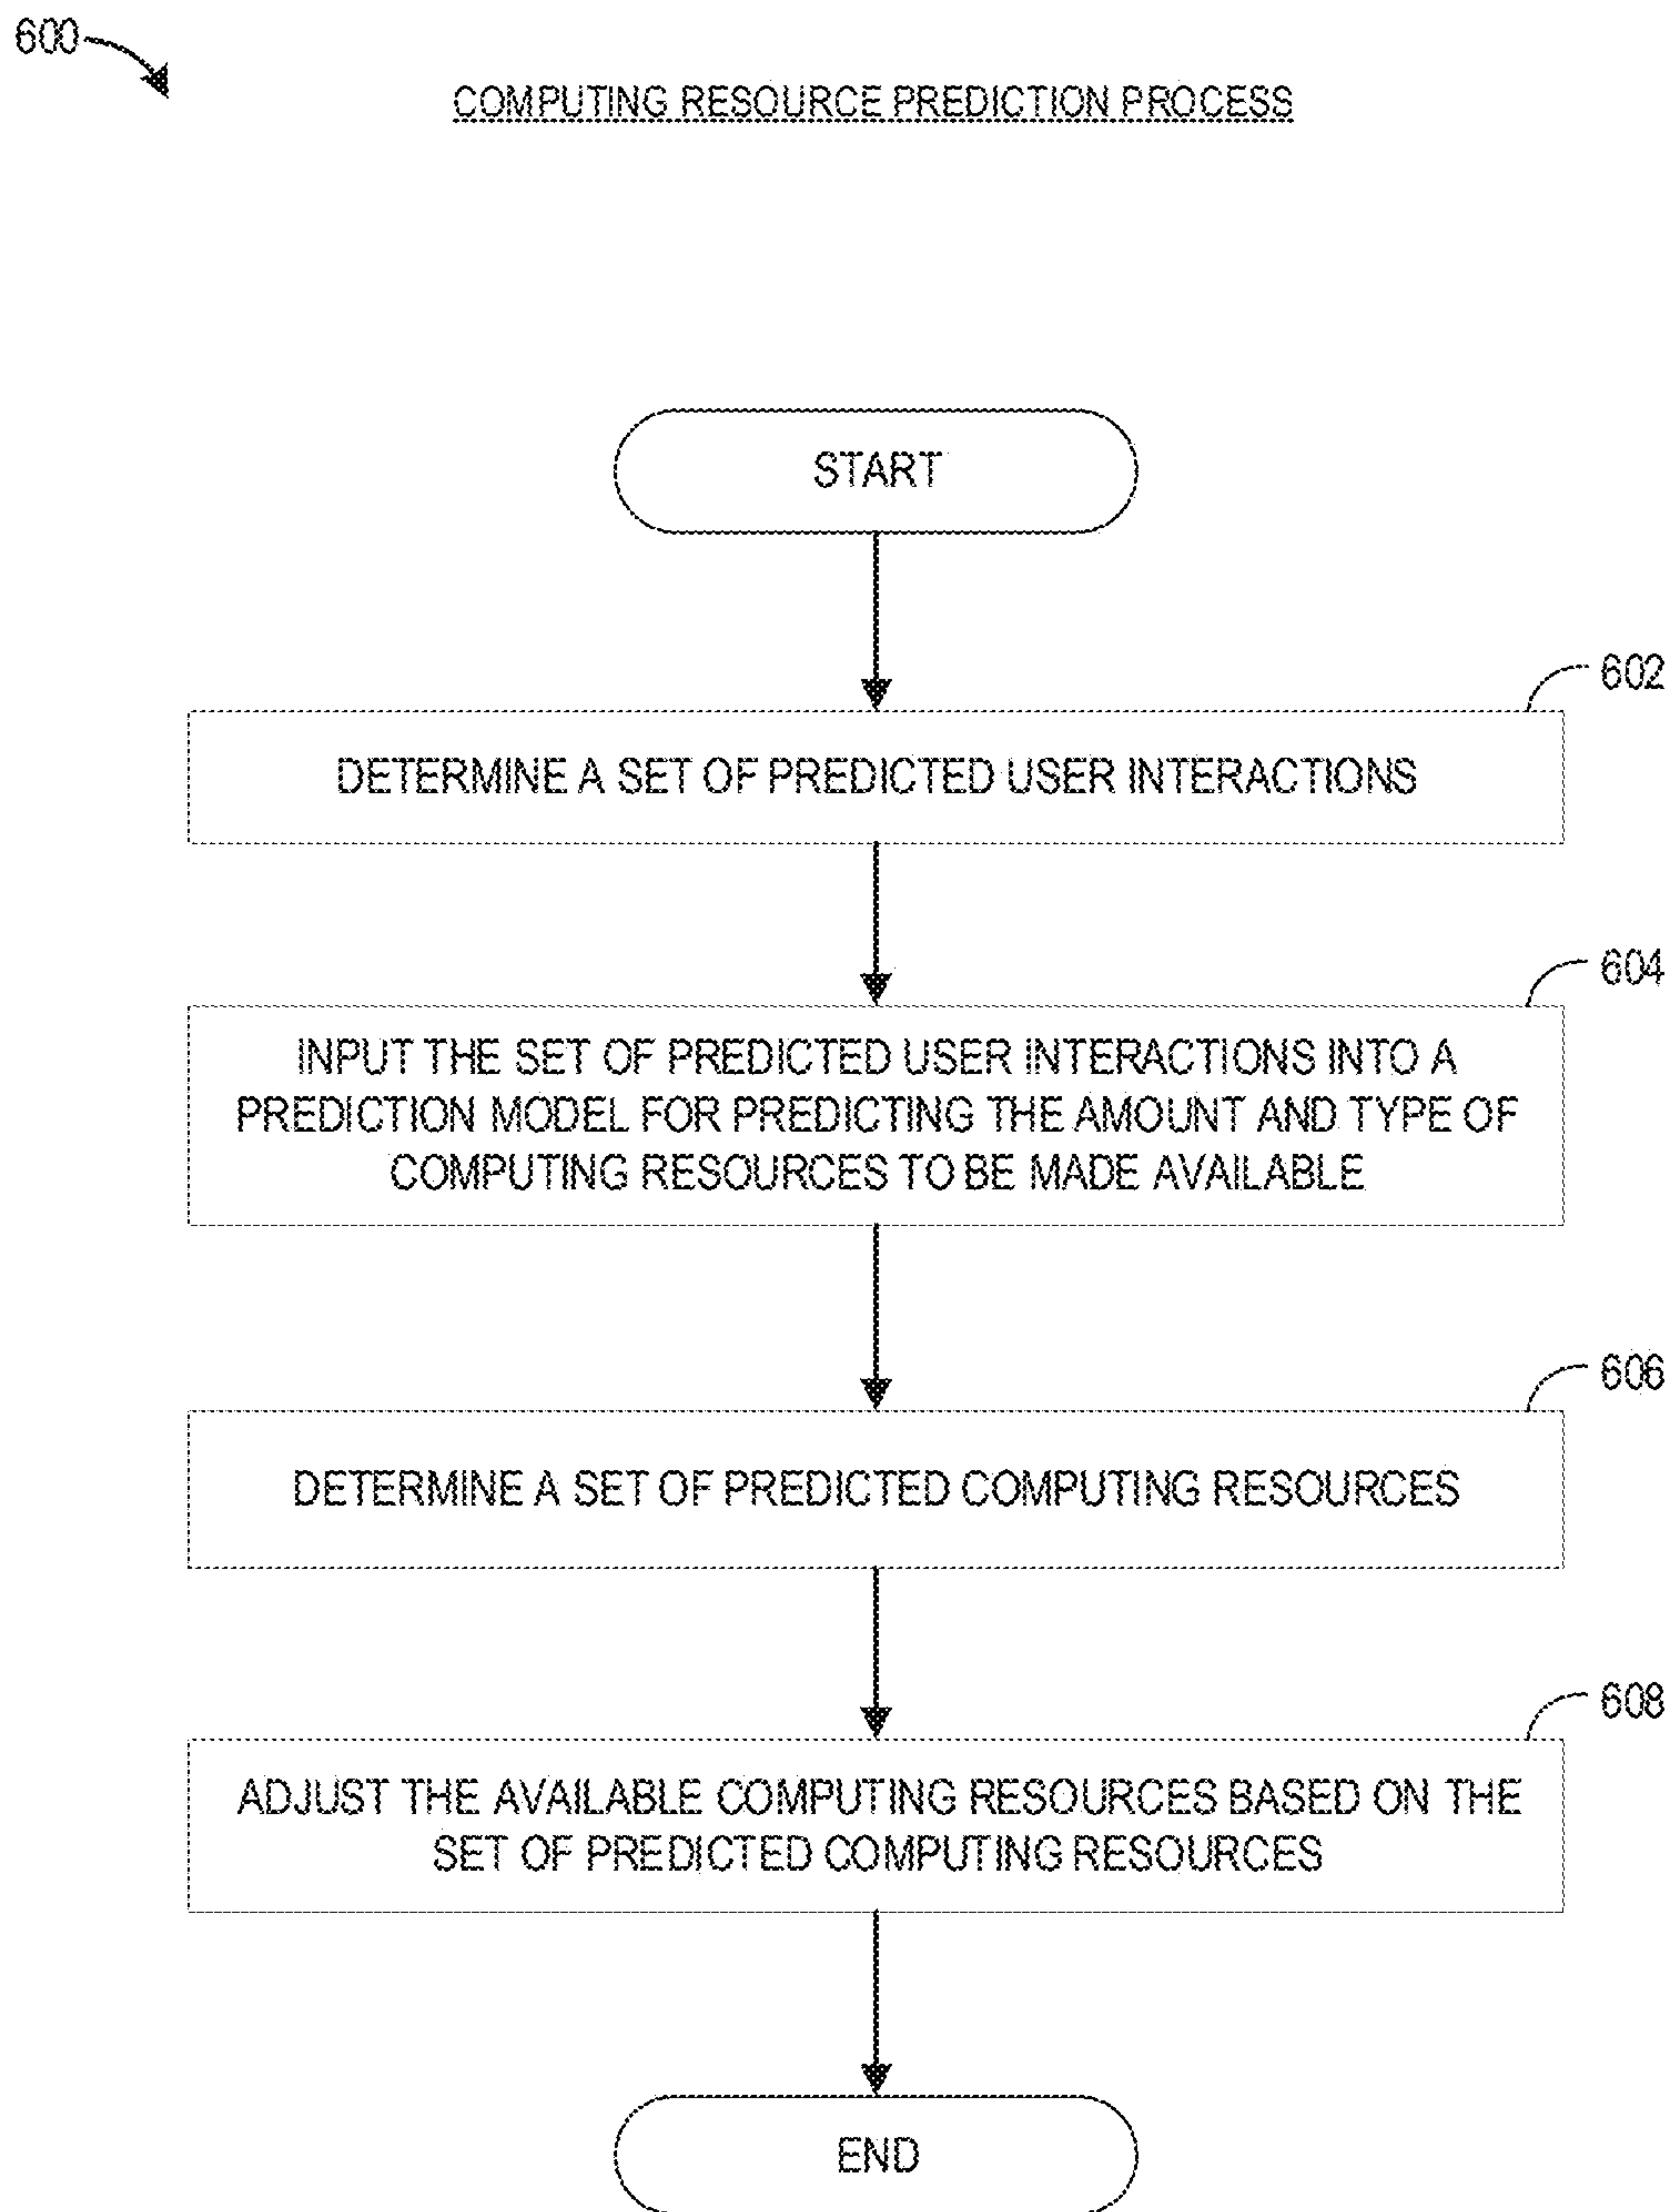 600
COMPUTING RESOURCE PREDICTION PROCESS
START
602
DETERMINE A SET OF PREDICTED USER INTERACTIONS
604
INPUT THE SET OF PREDICTED USER INTERACTIONS INTO A
PREDICTION MODEL FOR PREDICTING THE AMOUNT AND TYPE OF
COMPUTING RESOURCES TO BE MADE AVAILABLE
606
DETERMINE A SET OF PREDICTED COMPUTING RESOURCES
608
ADJUST THE AVAILABLE COMPUTING RESOURCES BASED ON THE
SET OF PREDICTED COMPUTING RESOURCES
END